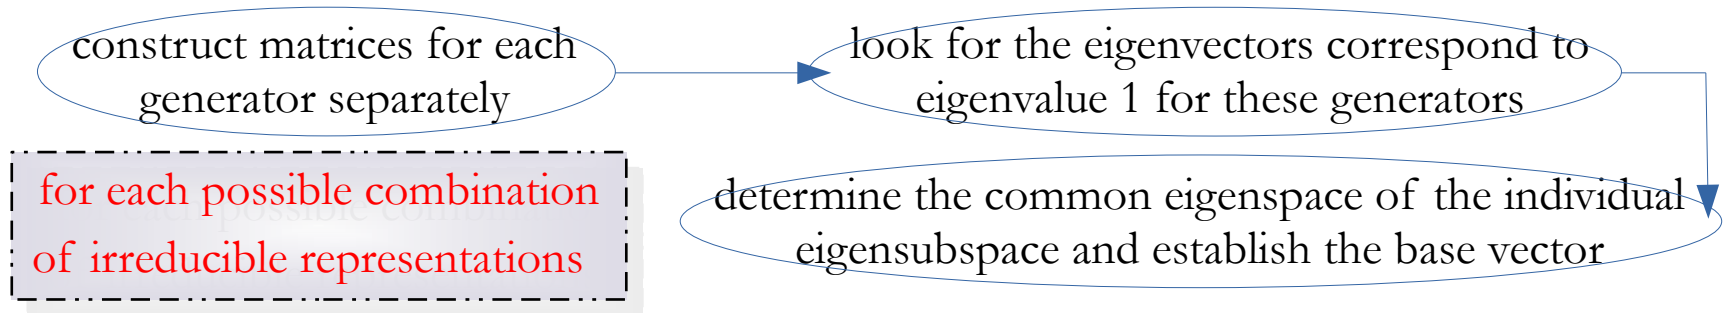 construct matrices for each
generator separately
look for the eigenvectors correspond to
eigenvalue 1 for these generators
for each possible combination
of irreducible representations
determine the common eigenspace of the individual
eigensubspace and establish the base vector